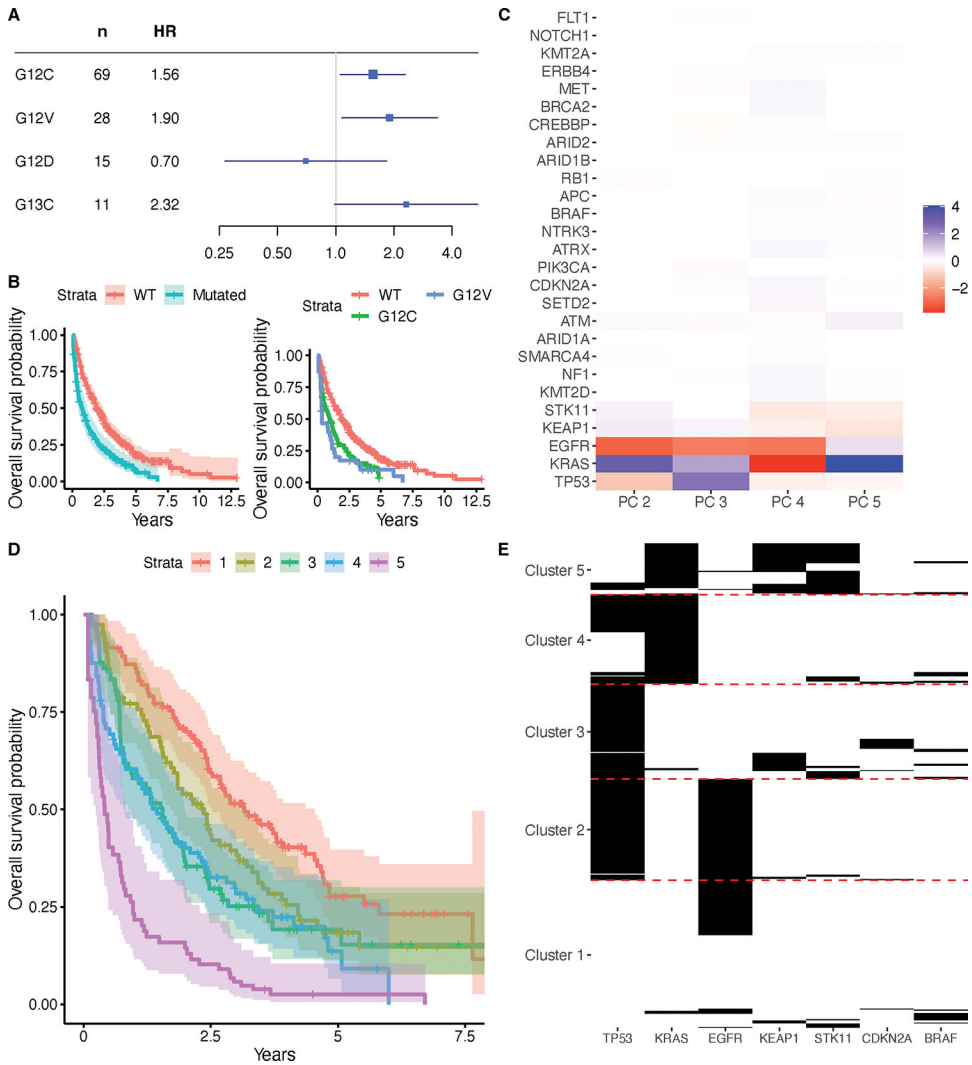 A
n HR
G12C 69 1.56
G12V 28 1.90
G12D 15 0.70
G13C 11 2.32
0.25 0.50 1.0 2.0 4.0
B
Strata WT Mutated
Overall survival probability
1.00
0.75
0.50
0.25
0.00
0 2.5 5 7.5 10 12.5
Years
Strata WT G12V
G12C
Overall survival probability
1.00
0.75
0.50
0.25
0.00
0 2.5 5 7.5 10 12.5
Years
C
FLT1
NOTCH1
KMT2A
ERBB4
MET
BRCA2
CREBBP
ARID2
ARID1B
RB1
APC
BRAF
NTRK3
ATRX
PIK3CA
CDKN2A
SETD2
ATM
ARID1A
SMARCA4
NF1
KMT2D
STK11
KEAP1
EGFR
KRAS
TP53
PC 2 PC 3 PC 4 PC 5
4
2
0
−2
D
Strata 1 2 3 4 5
Overall survival probability
1.00
0.75
0.50
0.25
0.00
0 2.5 5 7.5
Years
E
Cluster 5
Cluster 4
Cluster 3
Cluster 2
Cluster 1
TP53 KRAS EGFR KEAP1 STK11 CDKN2A BRAF